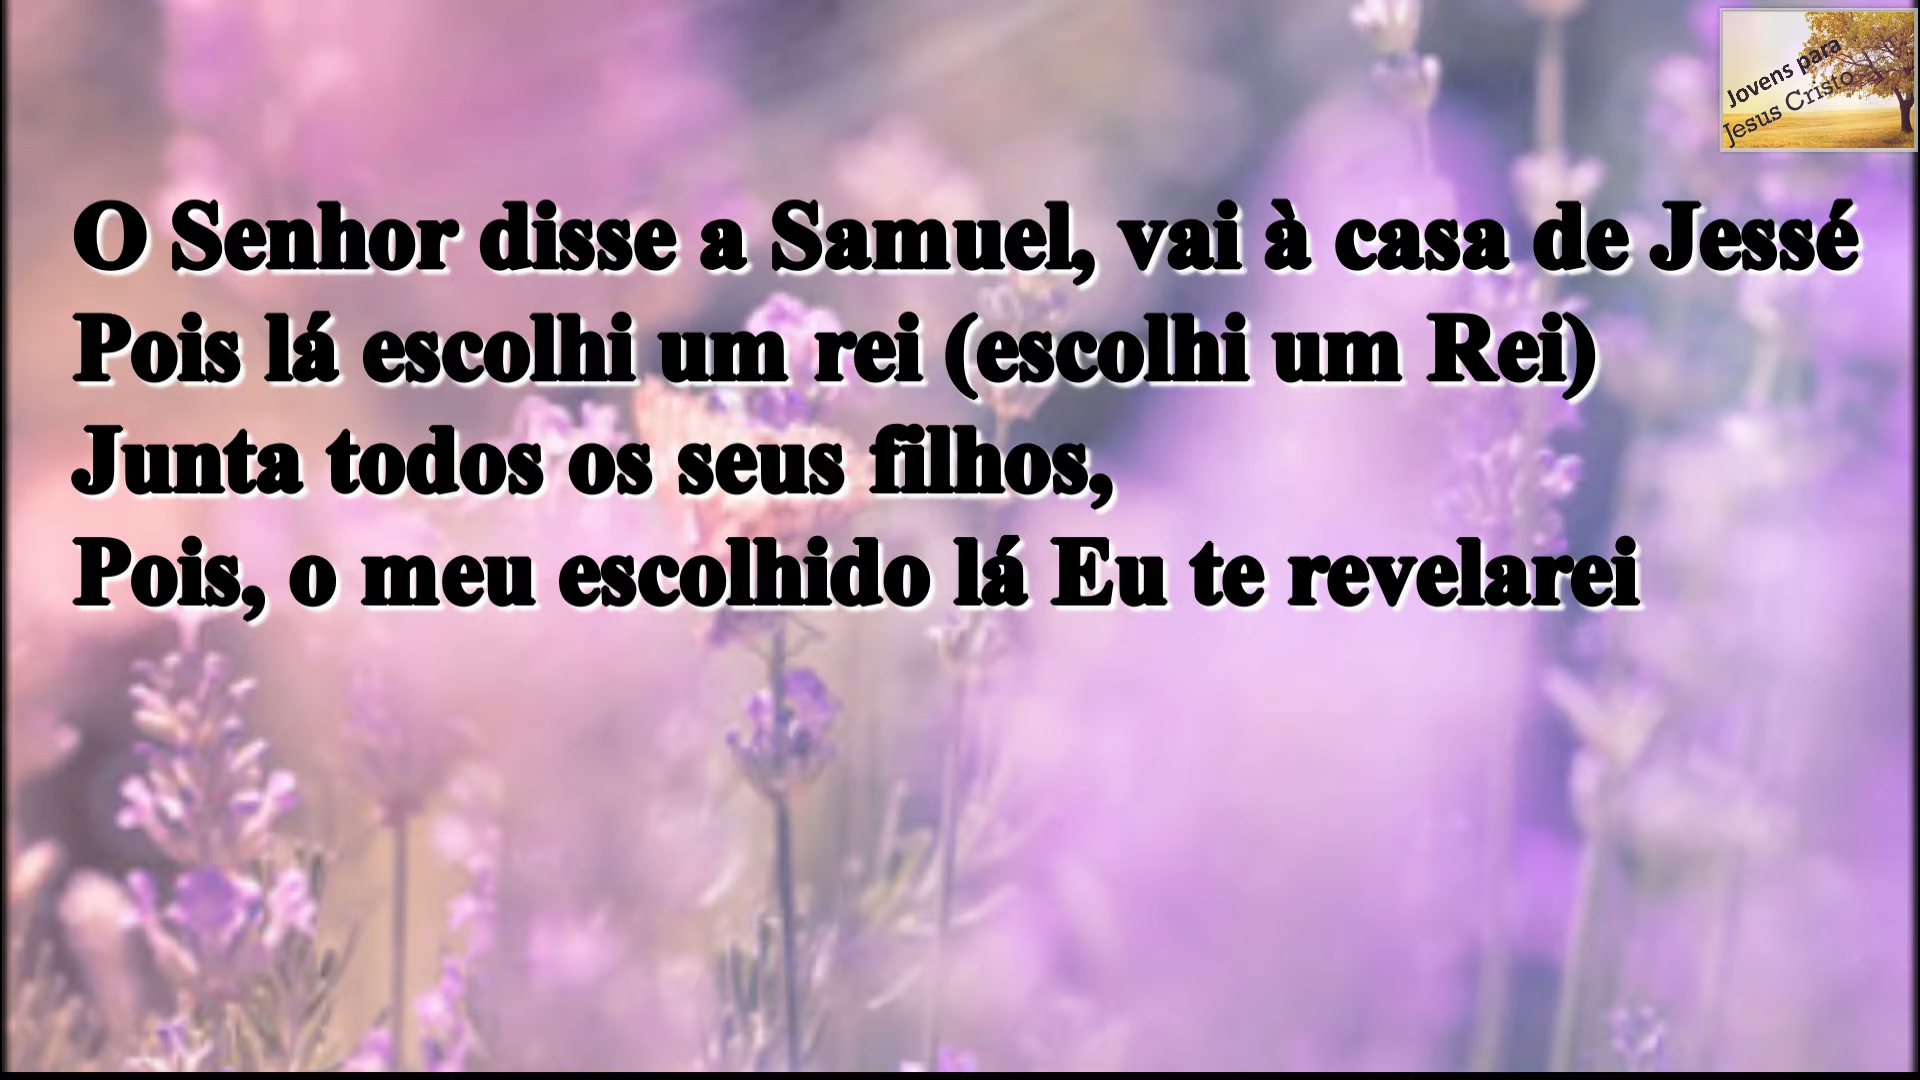 Jovens para
Jesus Cristo
O Senhor disse a Samuel, vai à casa de Jessé
Pois lá escolhi um rei (escolhi um Rei)
Junta todos os seus filhos,
Pois, o meu escolhido lá Eu te revelarei